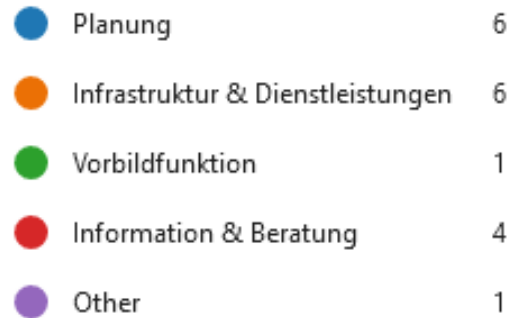 Planung 6
Infrastruktur & Dienstleistungen 6
Vorbildfunktion 1
Information & Beratung 4
Other 1